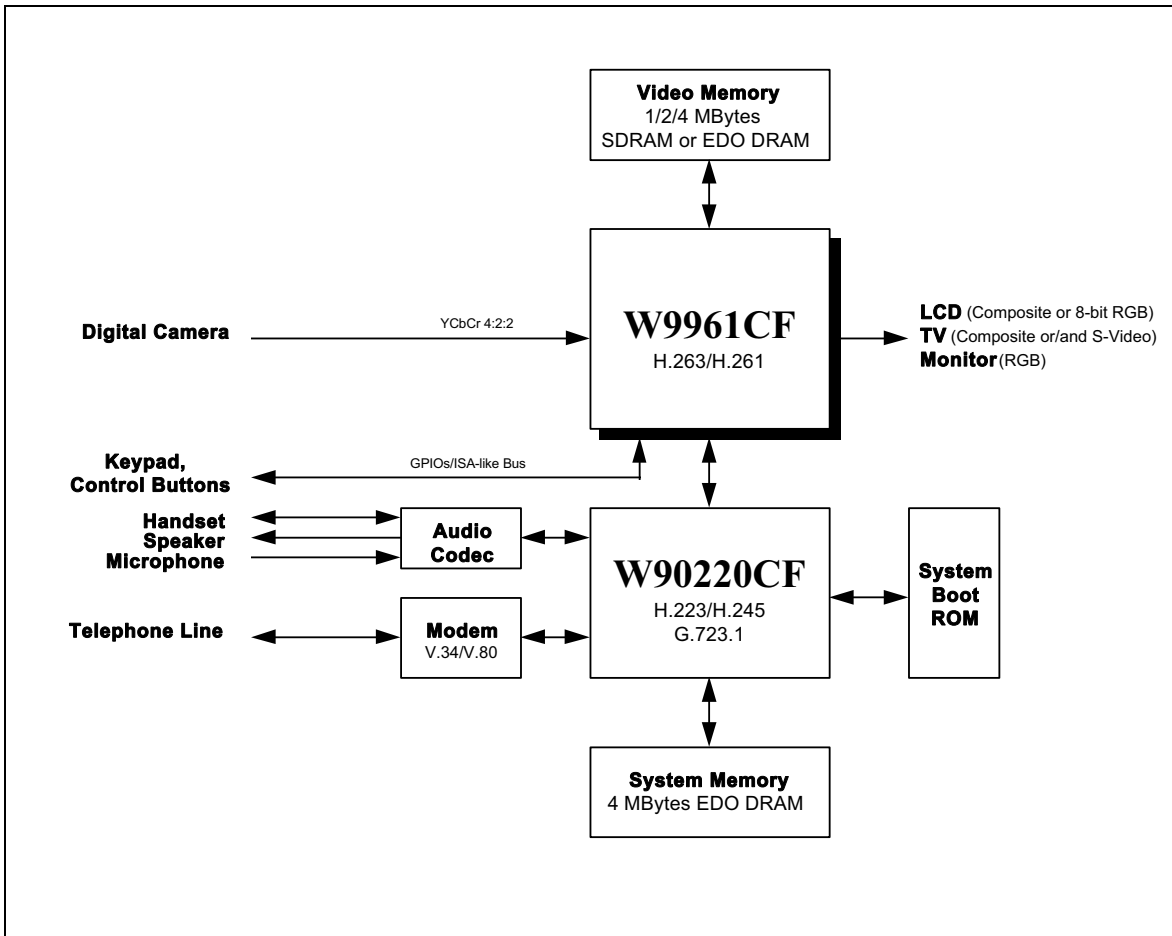 Video Memory
1/2/4 MBytes
SDRAM or EDO DRAM
W9961CF
H.263/H.261
Digital Camera
YCbCr 4:2:2
LCD (Composite or 8-bit RGB)
TV (Composite or/and S-Video)
Monitor (RGB)
Keypad,
Control Buttons
GPIOs/ISA-like Bus
Handset
Speaker
Microphone
Audio
Codec
W90220CF
H.223/H.245
G.723.1
System
Boot
ROM
Telephone Line
Modem
V.34/V.80
System Memory
4 MBytes EDO DRAM